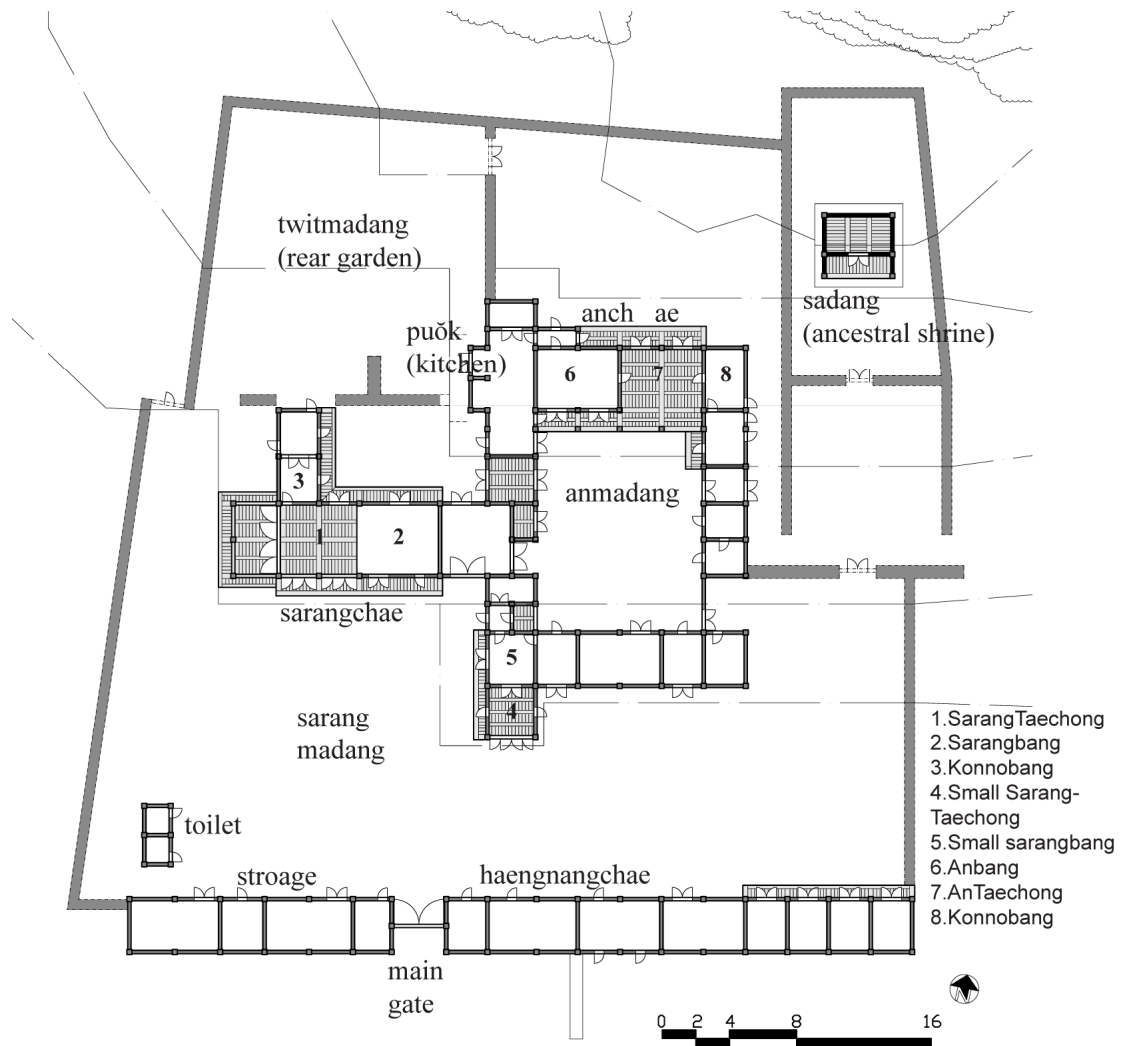 twitmadang
(rear garden)
puŏk
(kitchen)
anch ae
sadang
(ancestral shrine)
6
7
8
3
anmadang
1
2
sarangchae
5
4
sarang
madang
1.SarangTaechong
2.Sarangbang
3.Konnobang
4.Small Sarang-
Taechong
5.Small sarangbang
6.Anbang
7.AnTaechong
8.Konnobang
toilet
stroage
haengnangchae
main
gate
0 2 4 8 16